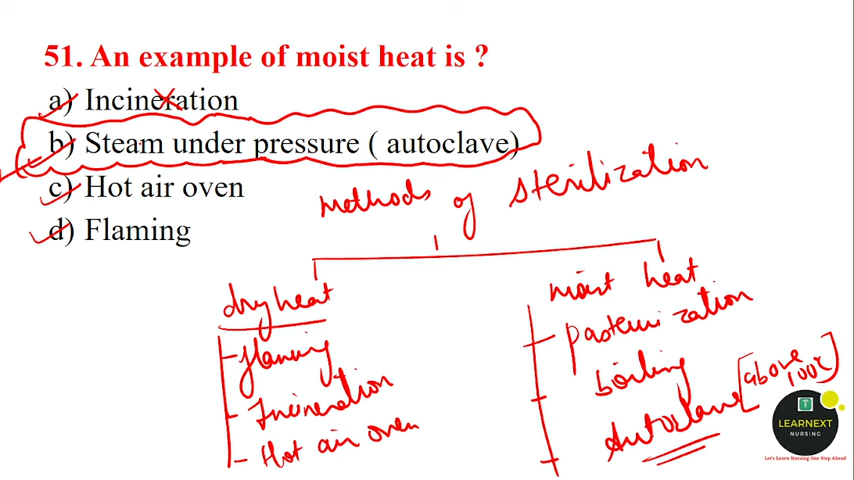 51. An example of moist heat is ?
a) Incineration
b) Steam under pressure ( autoclave)
c) Hot air oven
d) Flaming
methods of sterilization
dry heat
flaming
Incineration
Hot air oven
moist heat
pasteurization
boiling
Autoclave [above 100°C]
T
LEARNEXT
NURSING
Let's Learn Nursing One Step Ahead.